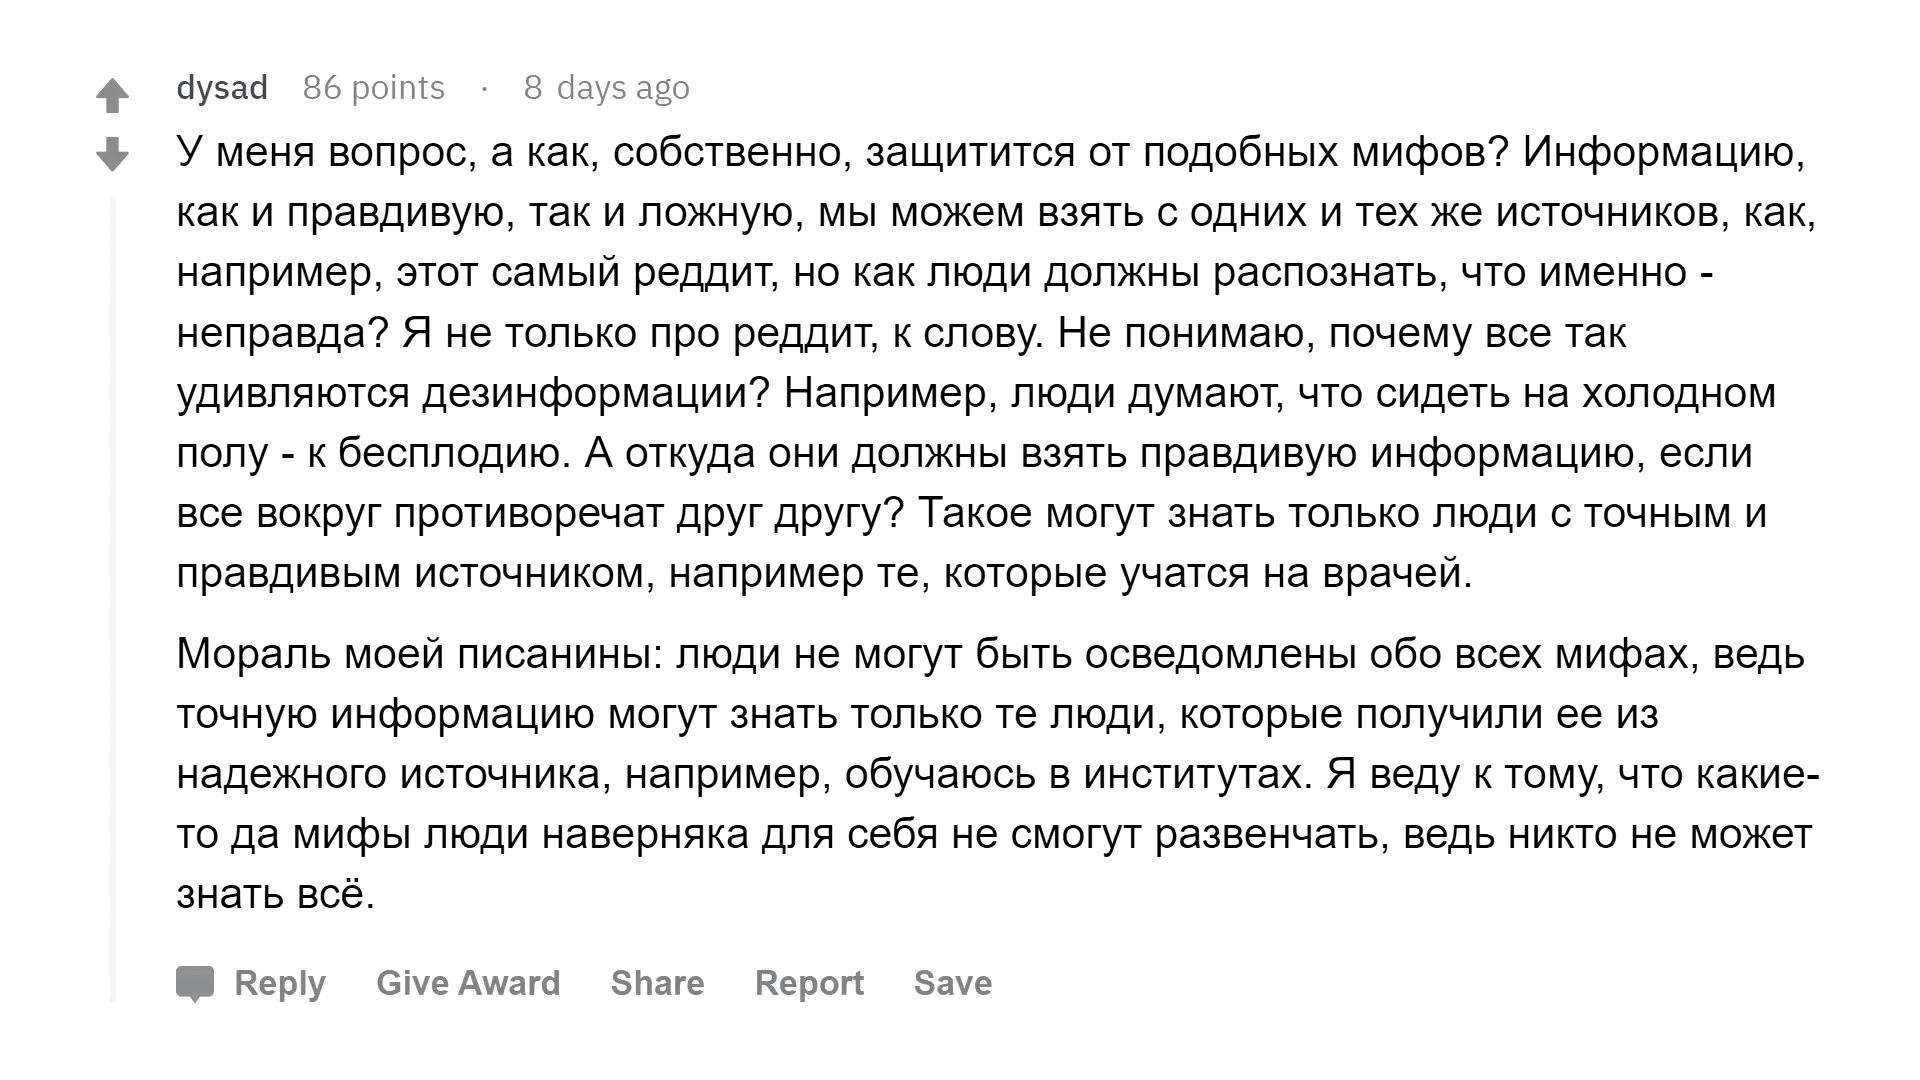 dysad 86 points · 8 days ago
У меня вопрос, а как, собственно, защитится от подобных мифов? Информацию,
как и правдивую, так и ложную, мы можем взять с одних и тех же источников, как,
например, этот самый реддит, но как люди должны распознать, что именно -
неправда? Я не только про реддит, к слову. Не понимаю, почему все так
удивляются дезинформации? Например, люди думают, что сидеть на холодном
полу - к бесплодию. А откуда они должны взять правдивую информацию, если
все вокруг противоречат друг другу? Такое могут знать только люди с точным и
правдивым источником, например те, которые учатся на врачей.
Мораль моей писанины: люди не могут быть осведомлены обо всех мифах, ведь
точную информацию могут знать только те люди, которые получили ее из
надежного источника, например, обучаюсь в институтах. Я веду к тому, что какие-
то да мифы люди наверняка для себя не смогут развенчать, ведь никто не может
знать всё.
Reply Give Award Share Report Save